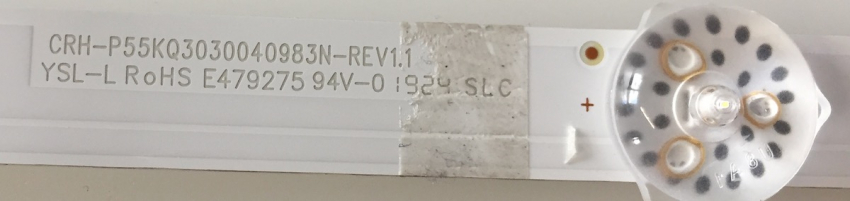 CRH-P55KQ3030040983N-REV1.1
YSL-L RoHS E479275 94V-0 1924 SLC
+